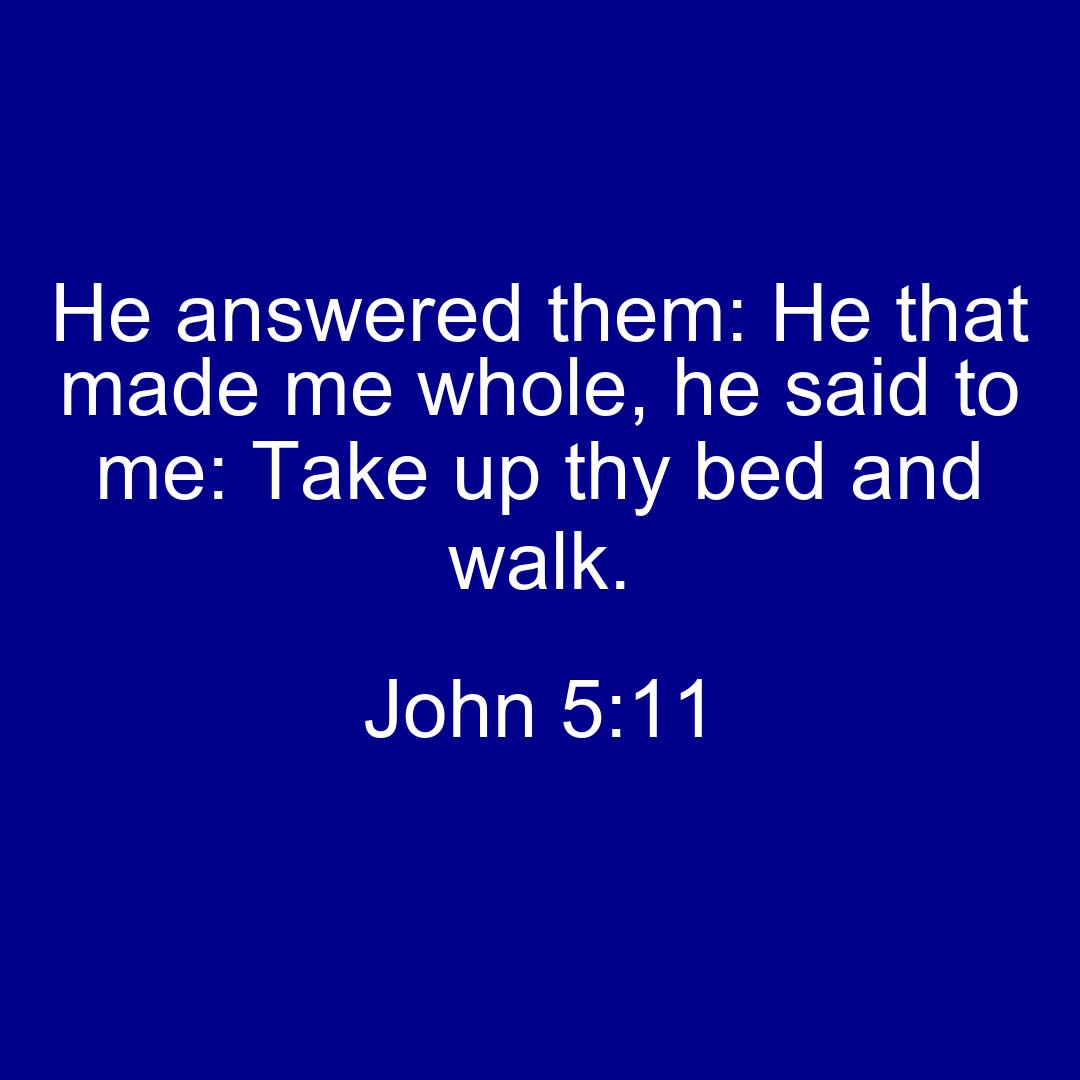 He answered them: He that
made me whole, he said to
me: Take up thy bed and
walk.
John 5:11